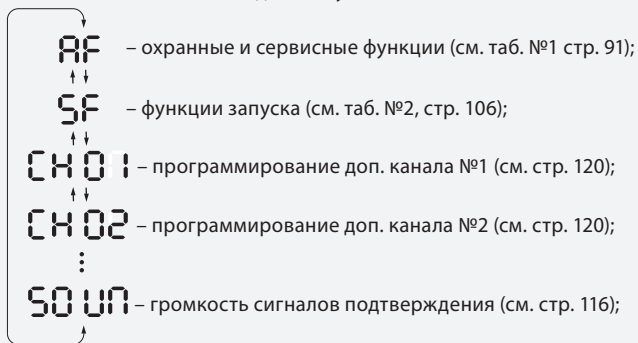 AF – охранные и сервисные функции (см. таб. №1 стр. 91);
SF – функции запуска (см. таб. №2, стр. 106);
CH 01 – программирование доп. канала №1 (см. стр. 120);
CH 02 – программирование доп. канала №2 (см. стр. 120);
SO UN – громкость сигналов подтверждения (см. стр. 116);